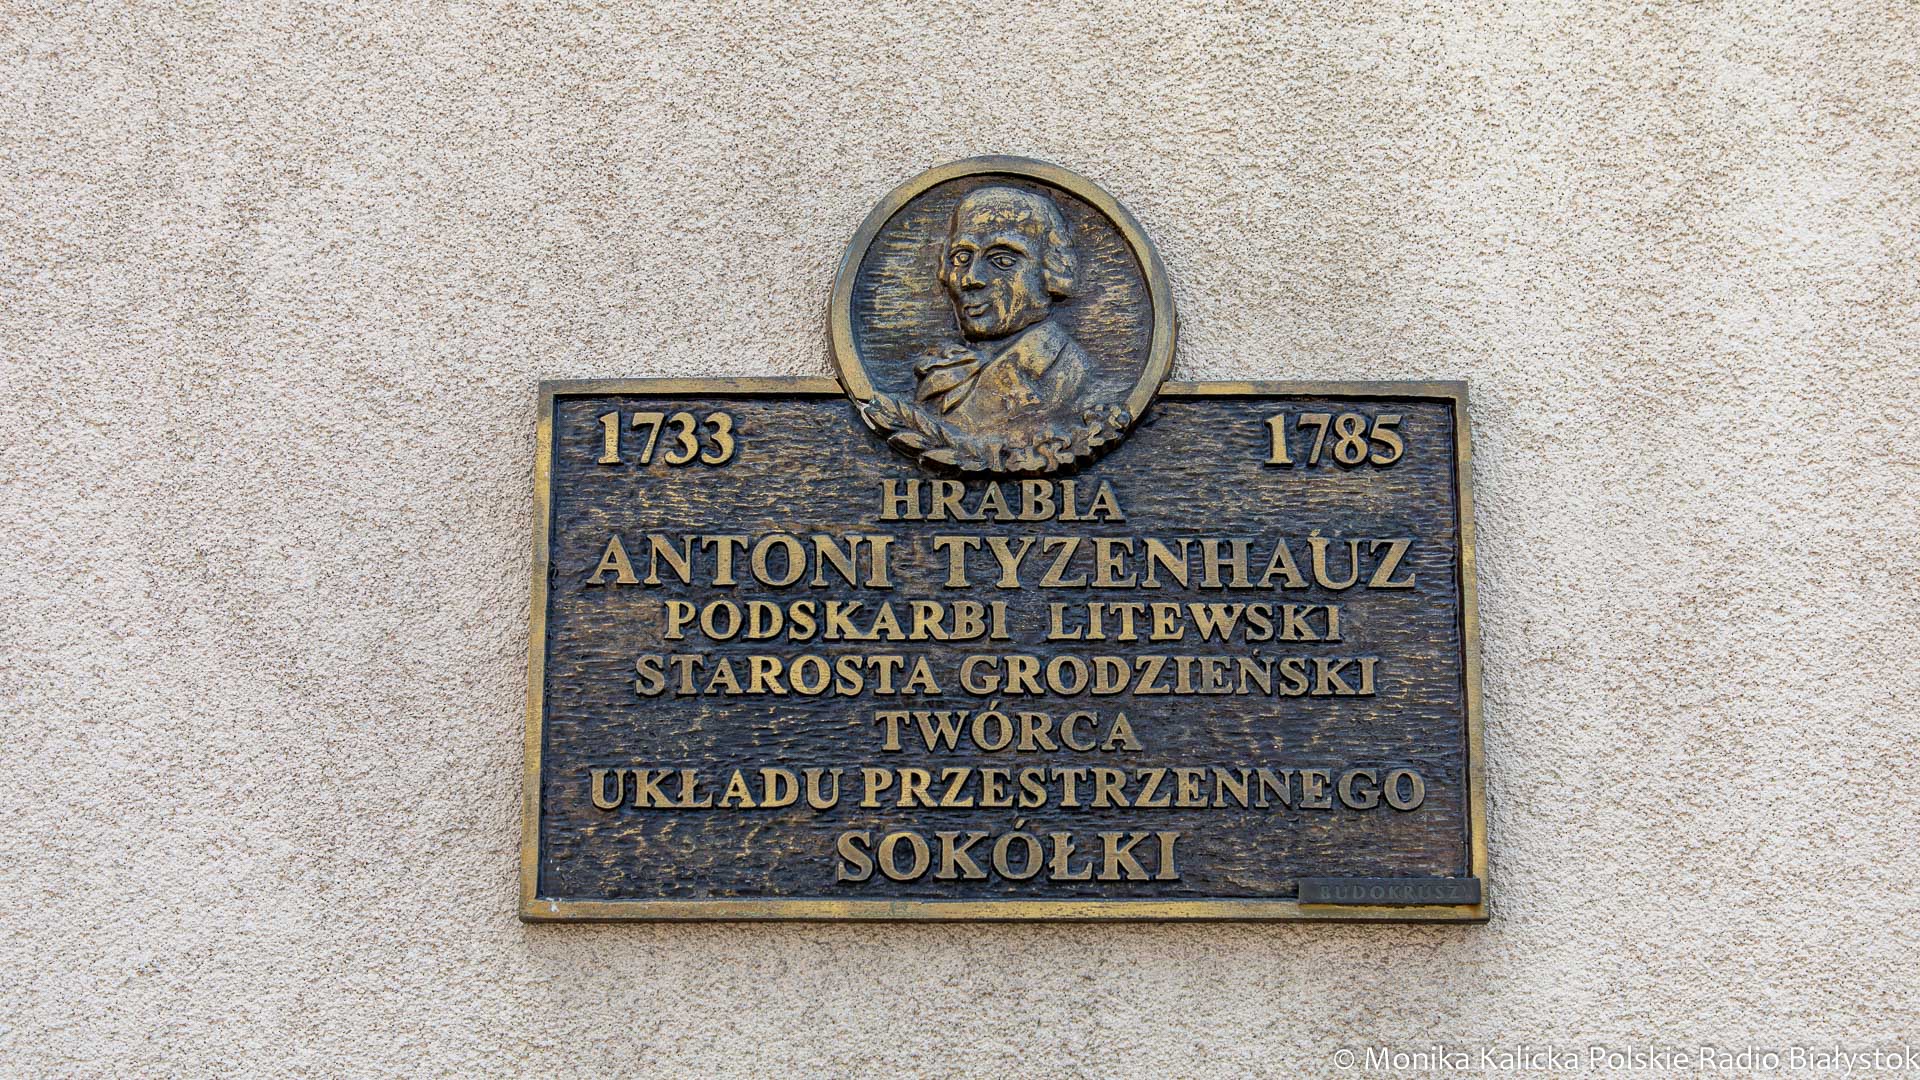 1733 1785
HRABIA
ANTONI TYZENHAUZ
PODSKARBI LITEWSKI
STAROSTA GRODZIEŃSKI
TWÓRCA
UKŁADU PRZESTRZENNEGO
SOKÓŁKI
BUDOKRUSZ
© Monika Kalicka Polskie Radio Białystok